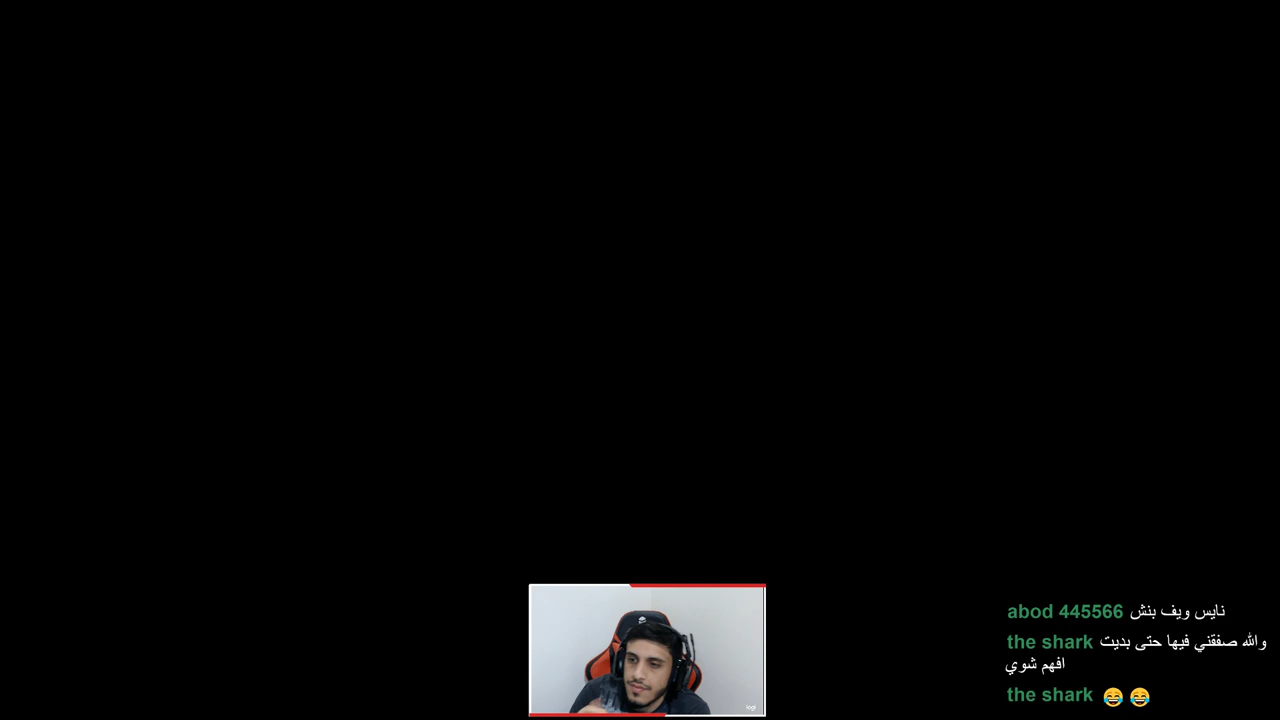 abod 445566 نايس ويف بنش
the shark والله صفقني فيها حتى بديت
افهم شوي
the shark 😂 😂